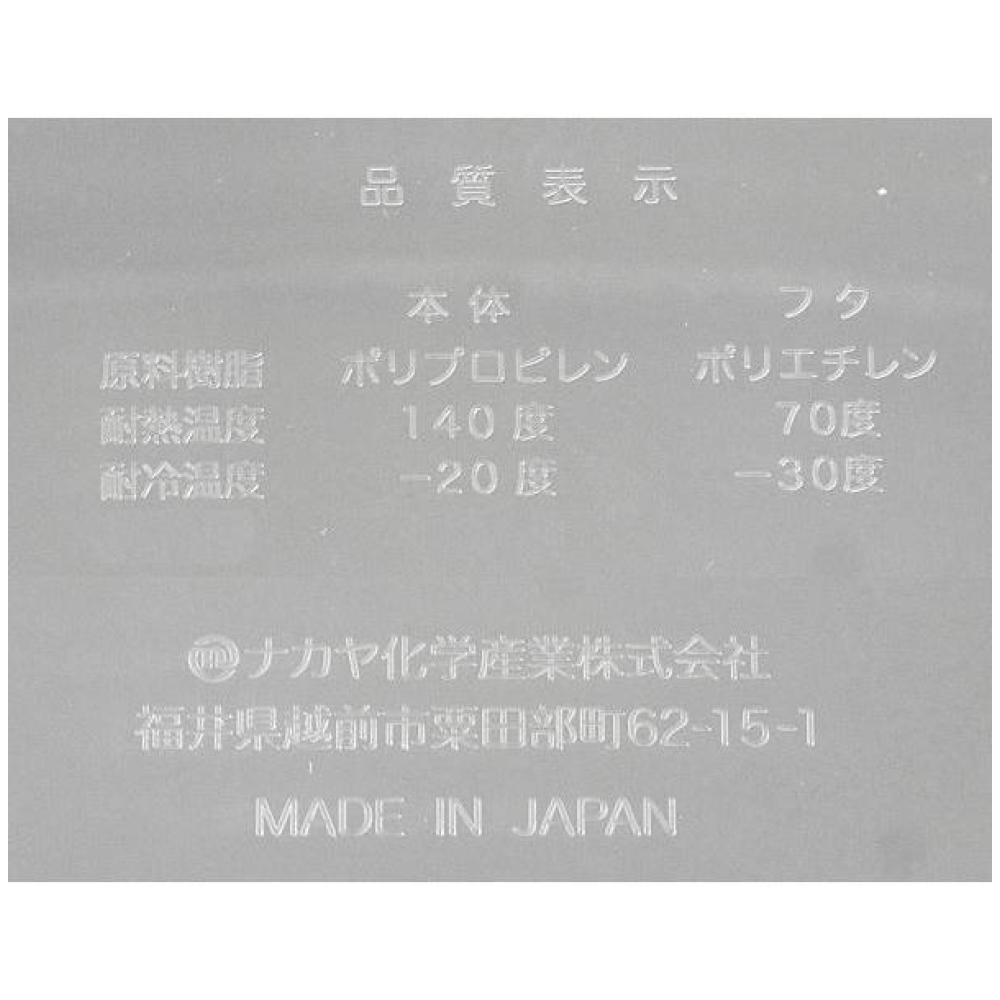 品質表示
本体 フタ
原料樹脂 ポリプロピレン ポリエチレン
耐熱温度 140度 70度
耐冷温度 -20度 -30度
ナカヤ化学産業株式会社
福井県越前市粟田部町62-15-1
MADE IN JAPAN